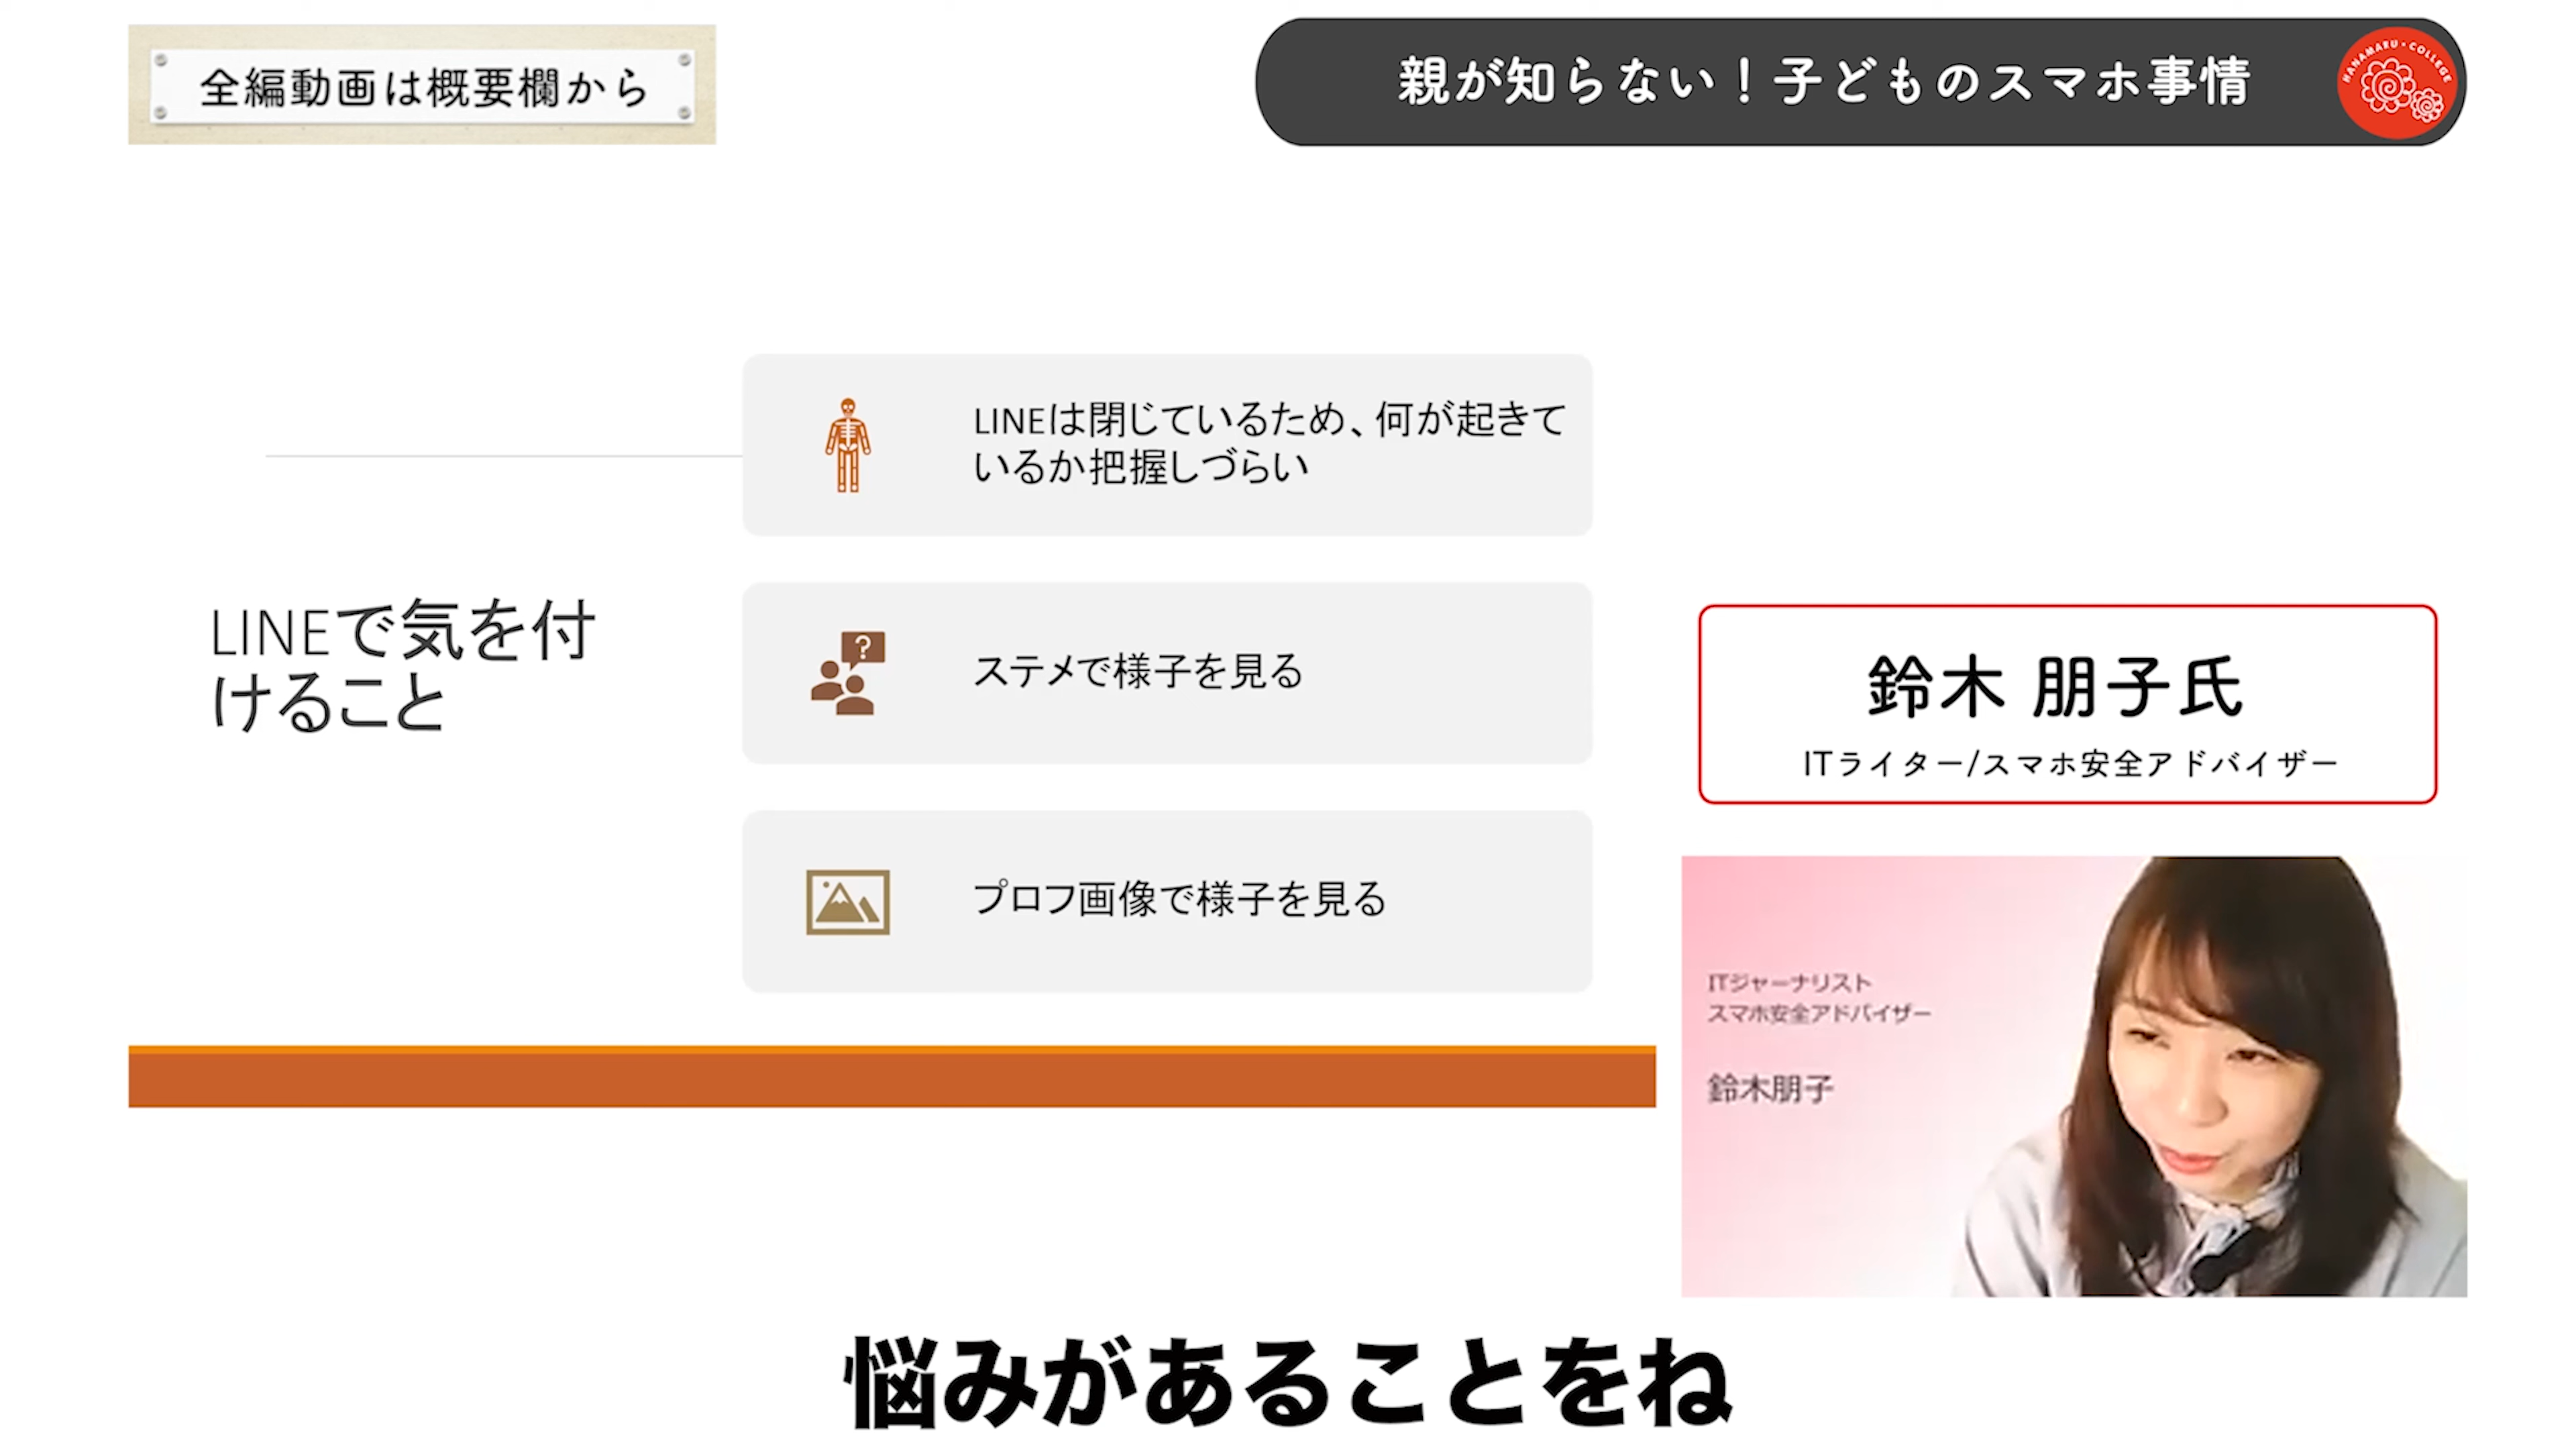 全編動画は概要欄から
親が知らない！子どものスマホ事情
HANAMARU・COLLEGE
LINEで気を付
けること
LINEは閉じているため、何が起きて
いるか把握しづらい
?
ステメで様子を見る
プロフ画像で様子を見る
鈴木 朋子氏
ITライター/スマホ安全アドバイザー
ITジャーナリスト
スマホ安全アドバイザー
鈴木朋子
悩みがあることをね